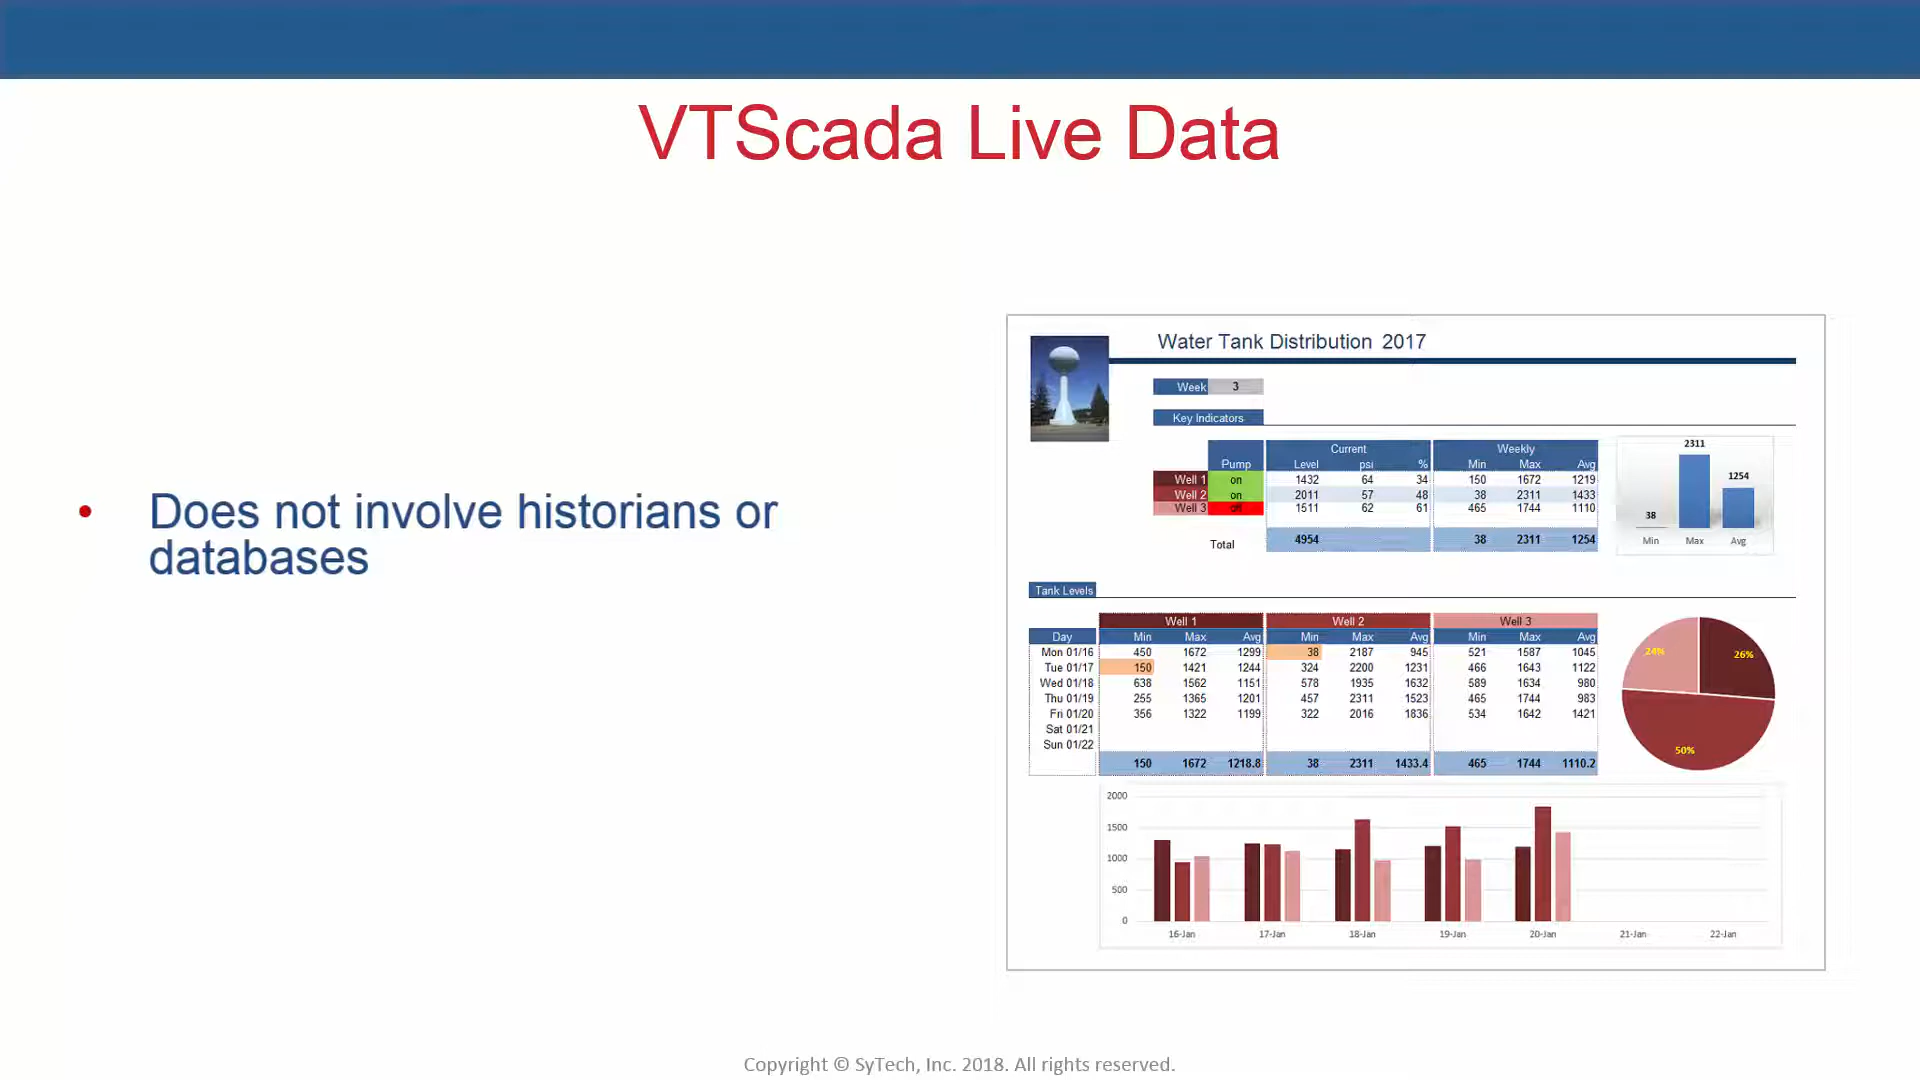 VTScada Live Data
• Does not involve historians or
databases
Water Tank Distribution 2017
Week 3
Key Indicators
Current Weekly
Pump Level psi % Min Max Avg
Well 1 on 1432 64 34 150 1672 1219
Well 2 on 2011 57 48 38 2311 1433
Well 3 off 1511 62 61 465 1744 1110
Total 4954 38 2311 1254
2311
1254
38
Min Max Avg
Tank Levels
Well 1 Well 2 Well 3
Day Min Max Avg Min Max Avg Min Max Avg
Mon 01/16 450 1672 1299 38 2187 945 521 1587 1045
Tue 01/17 150 1421 1244 324 2200 1231 466 1643 1122
Wed 01/18 638 1562 1151 578 1935 1632 589 1634 980
Thu 01/19 255 1365 1201 457 2311 1523 465 1744 983
Fri 01/20 356 1322 1199 322 2016 1836 534 1642 1421
Sat 01/21
Sun 01/22
150 1672 1218.8 38 2311 1433.4 465 1744 1110.2
24% 26%
50%
2000
1500
1000
500
0
16-Jan 17-Jan 18-Jan 19-Jan 20-Jan 21-Jan 22-Jan
Copyright © SyTech, Inc. 2018. All rights reserved.